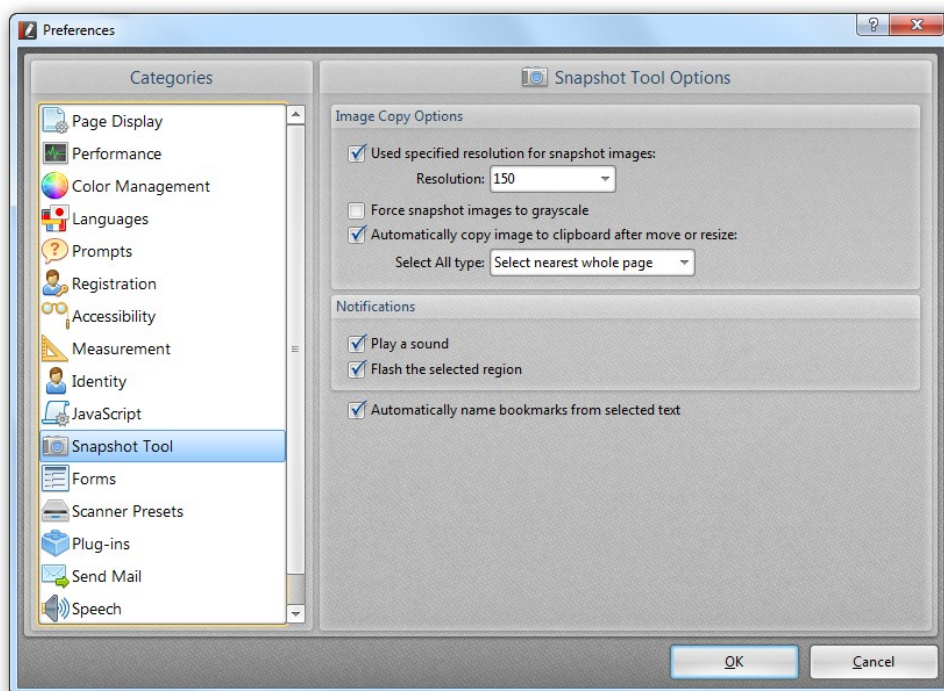 Preferences
Categories
Page Display
Performance
Color Management
Languages
Prompts
Registration
Accessibility
Measurement
Identity
JavaScript
Snapshot Tool
Forms
Scanner Presets
Plug-ins
Send Mail
Speech
Snapshot Tool Options
Image Copy Options
Used specified resolution for snapshot images:
Resolution: 150
Force snapshot images to grayscale
Automatically copy image to clipboard after move or resize:
Select All type: Select nearest whole page
Notifications
Play a sound
Flash the selected region
Automatically name bookmarks from selected text
OK Cancel